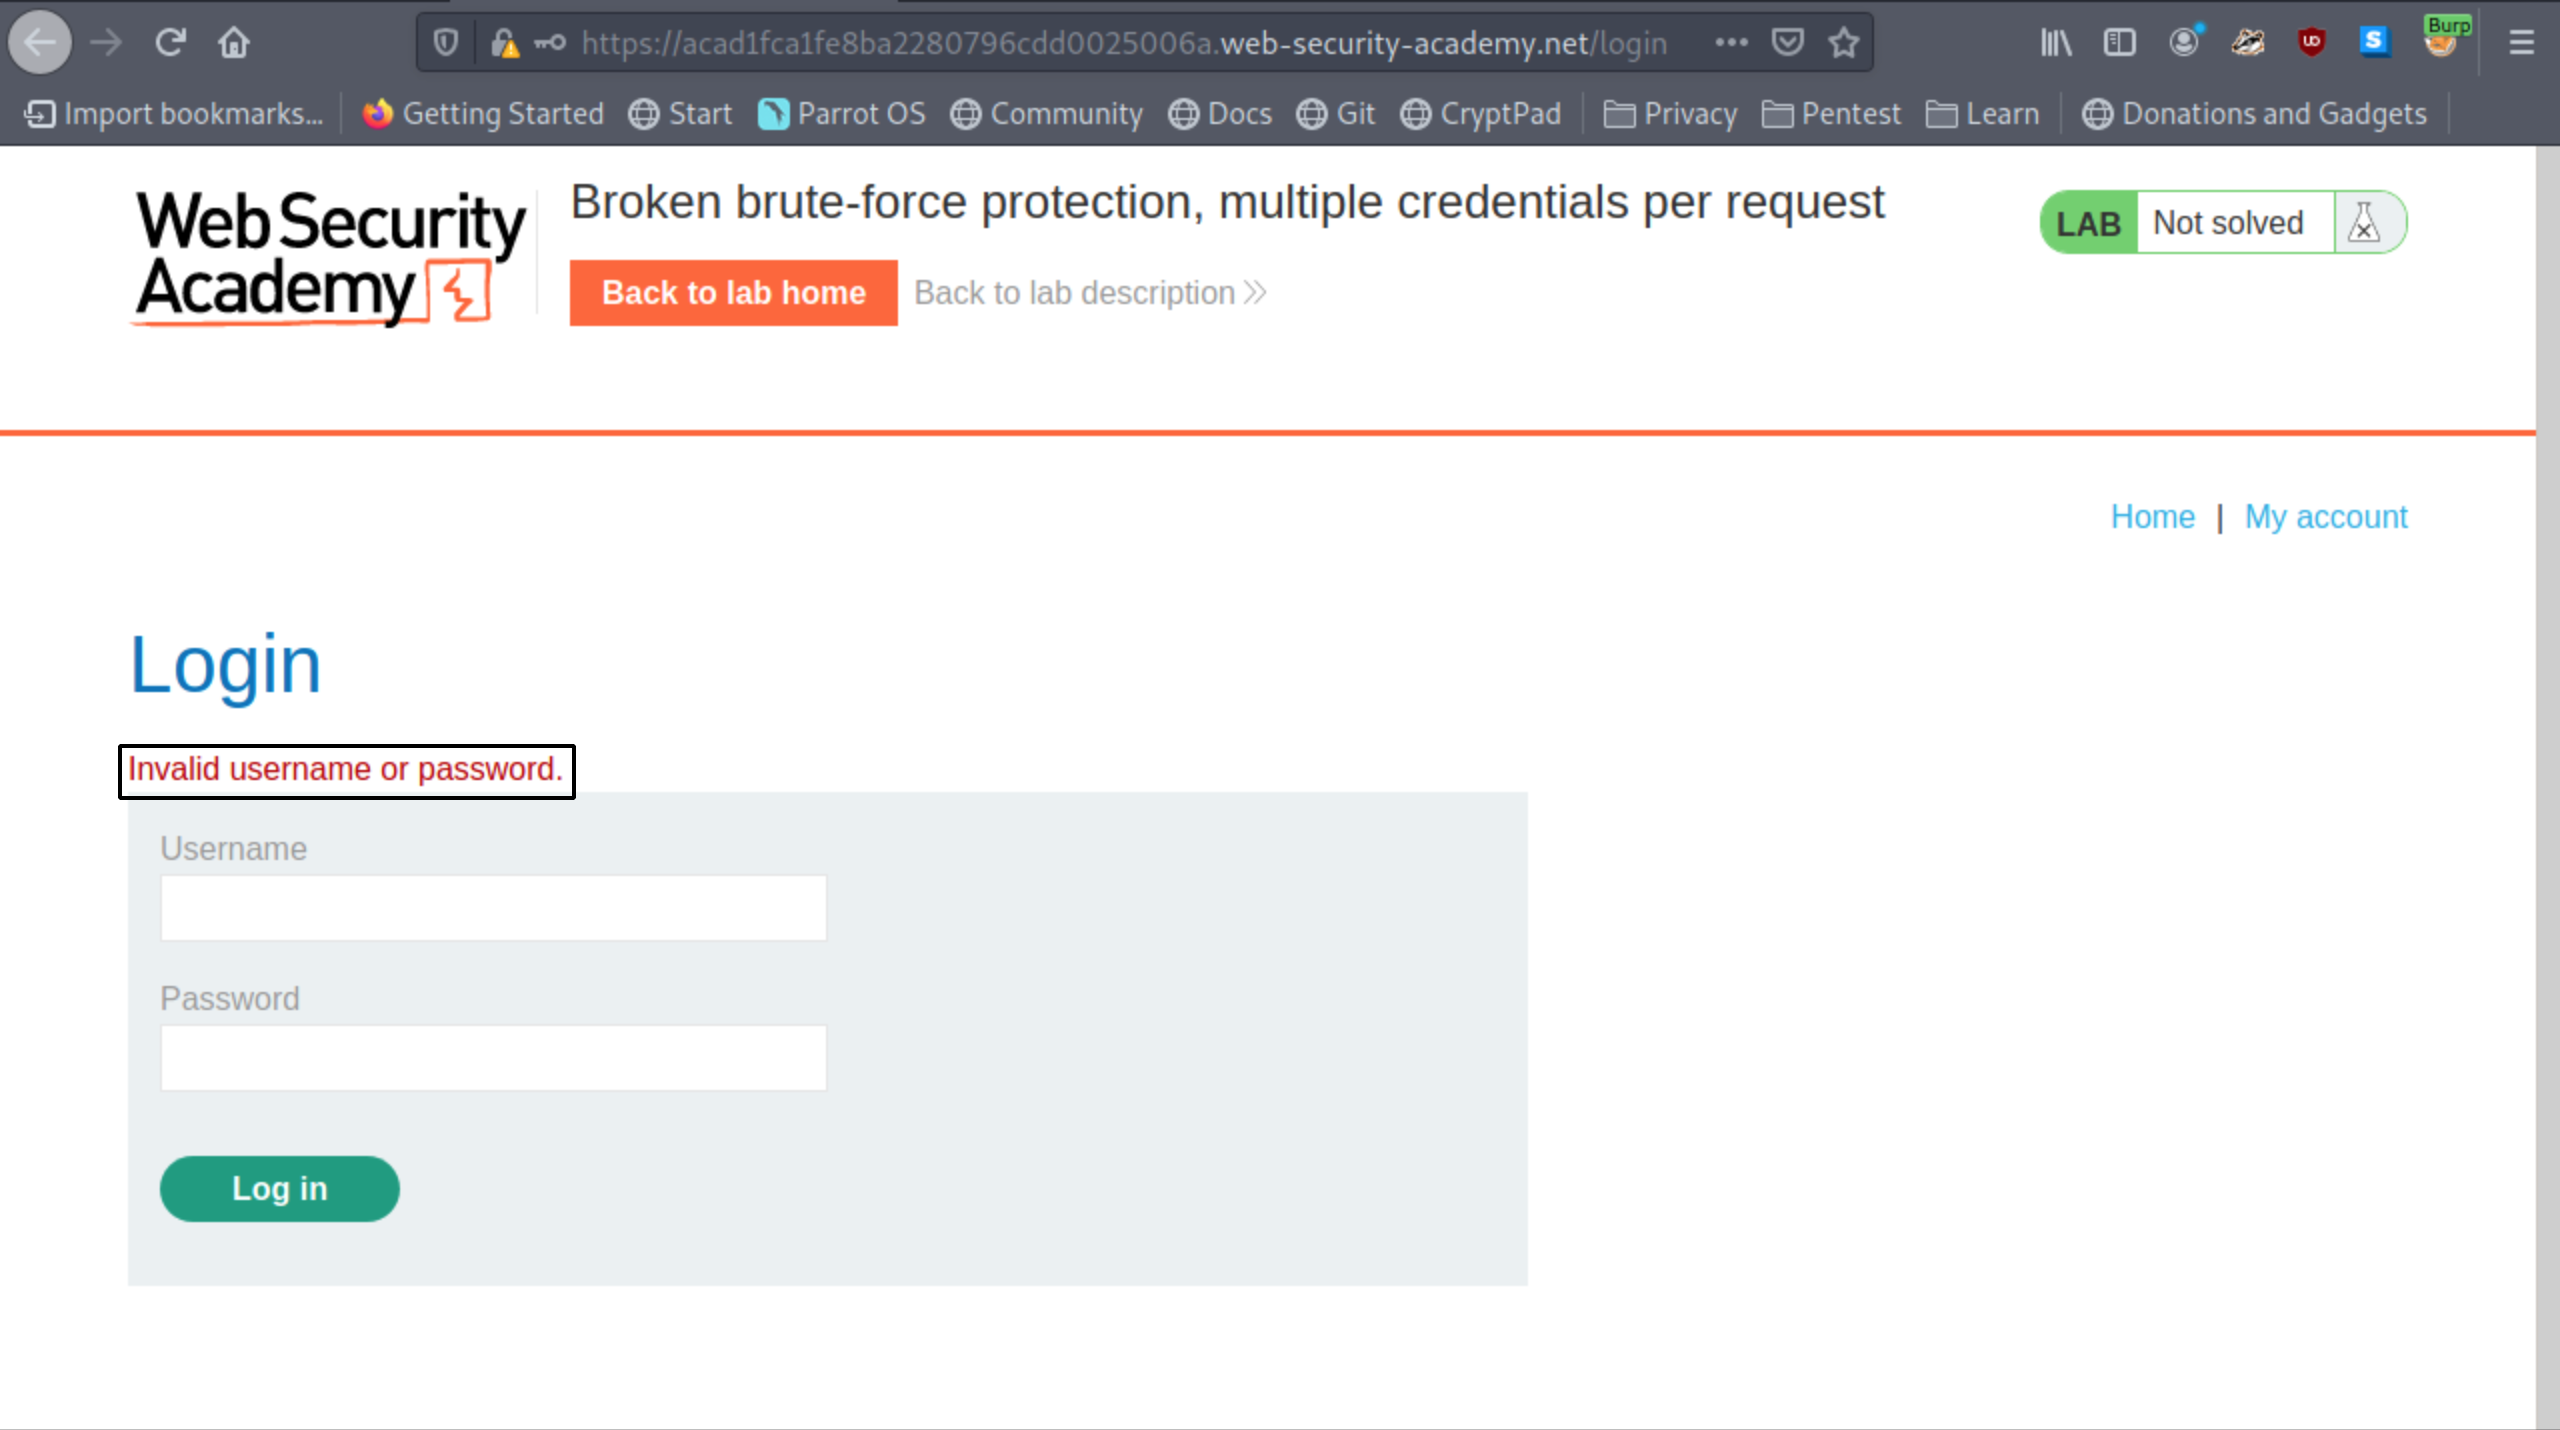 https://acad1fca1fe8ba2280796cdd0025006a.web-security-academy.net/login
Burp
Import bookmarks... Getting Started Start Parrot OS Community Docs Git CryptPad Privacy Pentest Learn Donations and Gadgets
Web Security
Academy
Broken brute-force protection, multiple credentials per request
Back to lab home Back to lab description
LAB Not solved
Home | My account
Login
Invalid username or password.
Username
Password
Log in